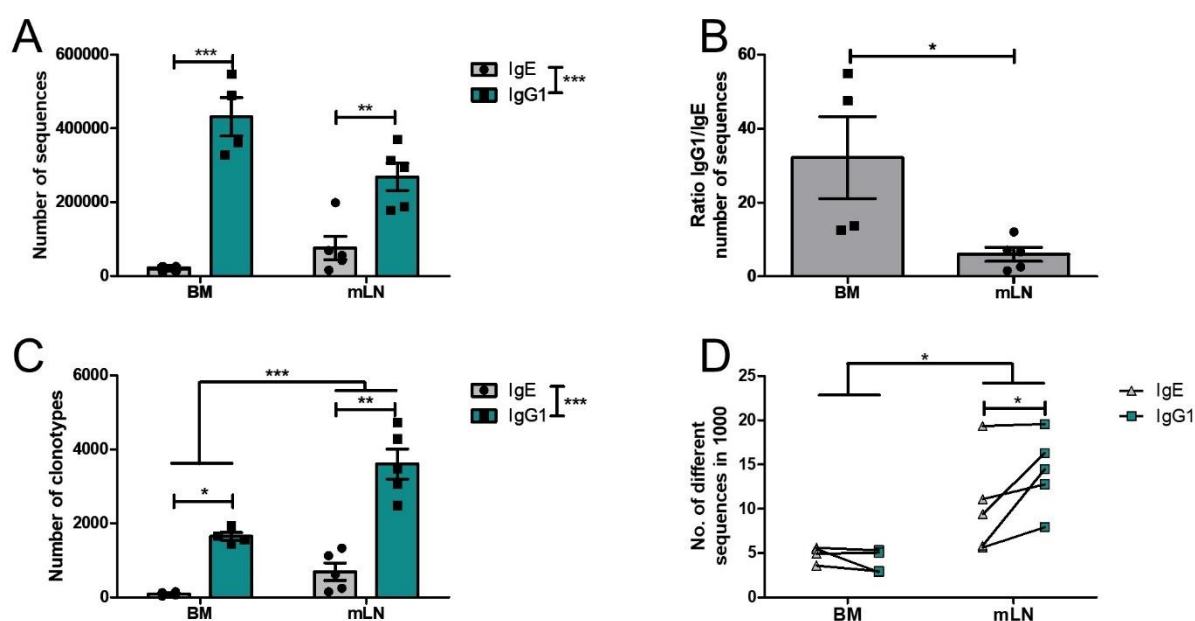 A
Number of sequences
600000
400000
200000
0
***
**
BM
mLN
IgE
IgG1
***
B
Ratio IgG1/IgE
number of sequences
60
40
20
0
*
BM
mLN
C
Number of clonotypes
6000
4000
2000
0
***
**
*
BM
mLN
IgE
IgG1
***
D
No. of different
sequences in 1000
25
20
15
10
5
0
*
*
BM
mLN
IgE
IgG1